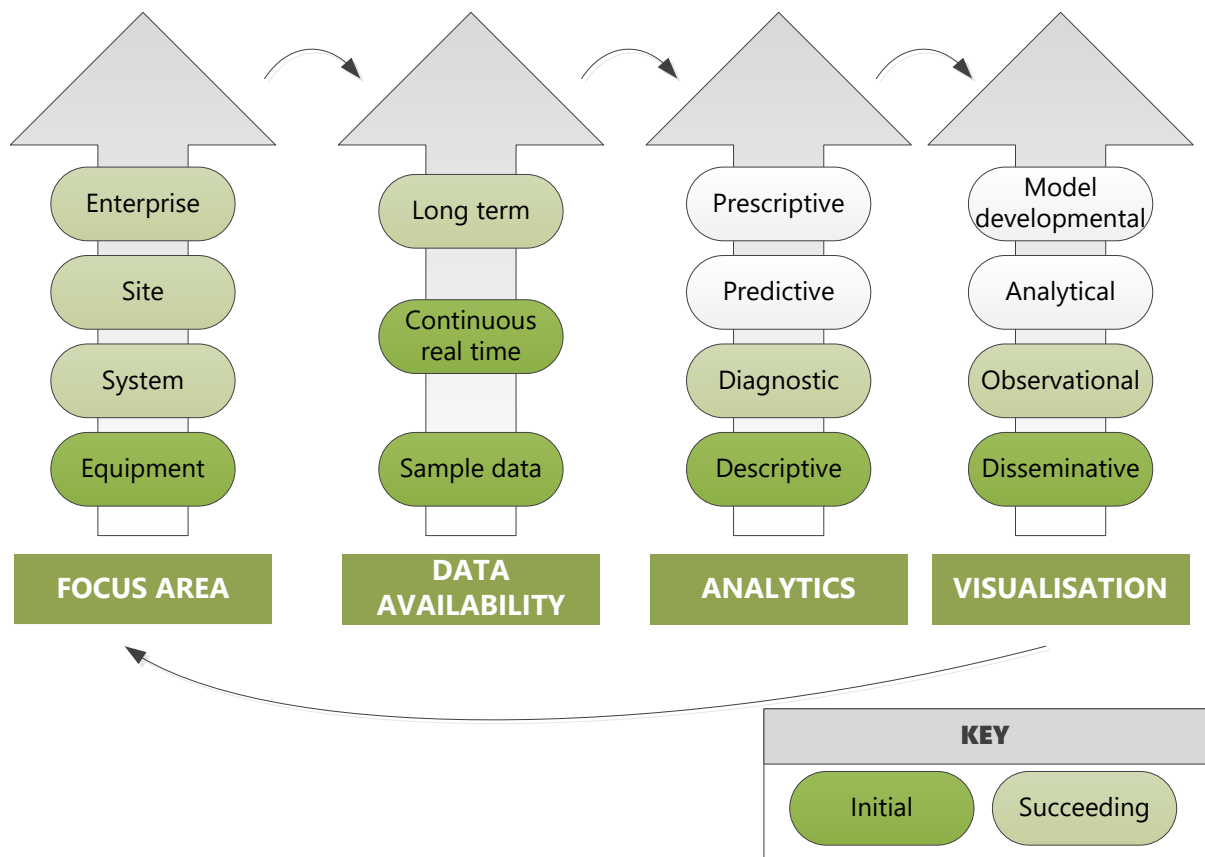 Enterprise
Site
System
Equipment
FOCUS AREA
Long term
Continuous
real time
Sample data
DATA
AVAILABILITY
Prescriptive
Predictive
Diagnostic
Descriptive
ANALYTICS
Model
developmental
Analytical
Observational
Disseminative
VISUALISATION
KEY
Initial
Succeeding